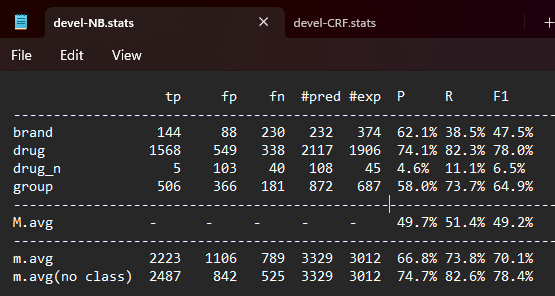 devel-NB.stats × devel-CRF.stats +
File Edit View
tp fp fn #pred #exp P R F1
------------------------------------------------------------------------------
brand 144 88 230 232 374 62.1% 38.5% 47.5%
drug 1568 549 338 2117 1906 74.1% 82.3% 78.0%
drug_n 5 103 40 108 45 4.6% 11.1% 6.5%
group 506 366 181 872 687 58.0% 73.7% 64.9%
------------------------------------------------------------------------------
M.avg - - - - - 49.7% 51.4% 49.2%
------------------------------------------------------------------------------
m.avg 2223 1106 789 3329 3012 66.8% 73.8% 70.1%
m.avg(no class) 2487 842 525 3329 3012 74.7% 82.6% 78.4%